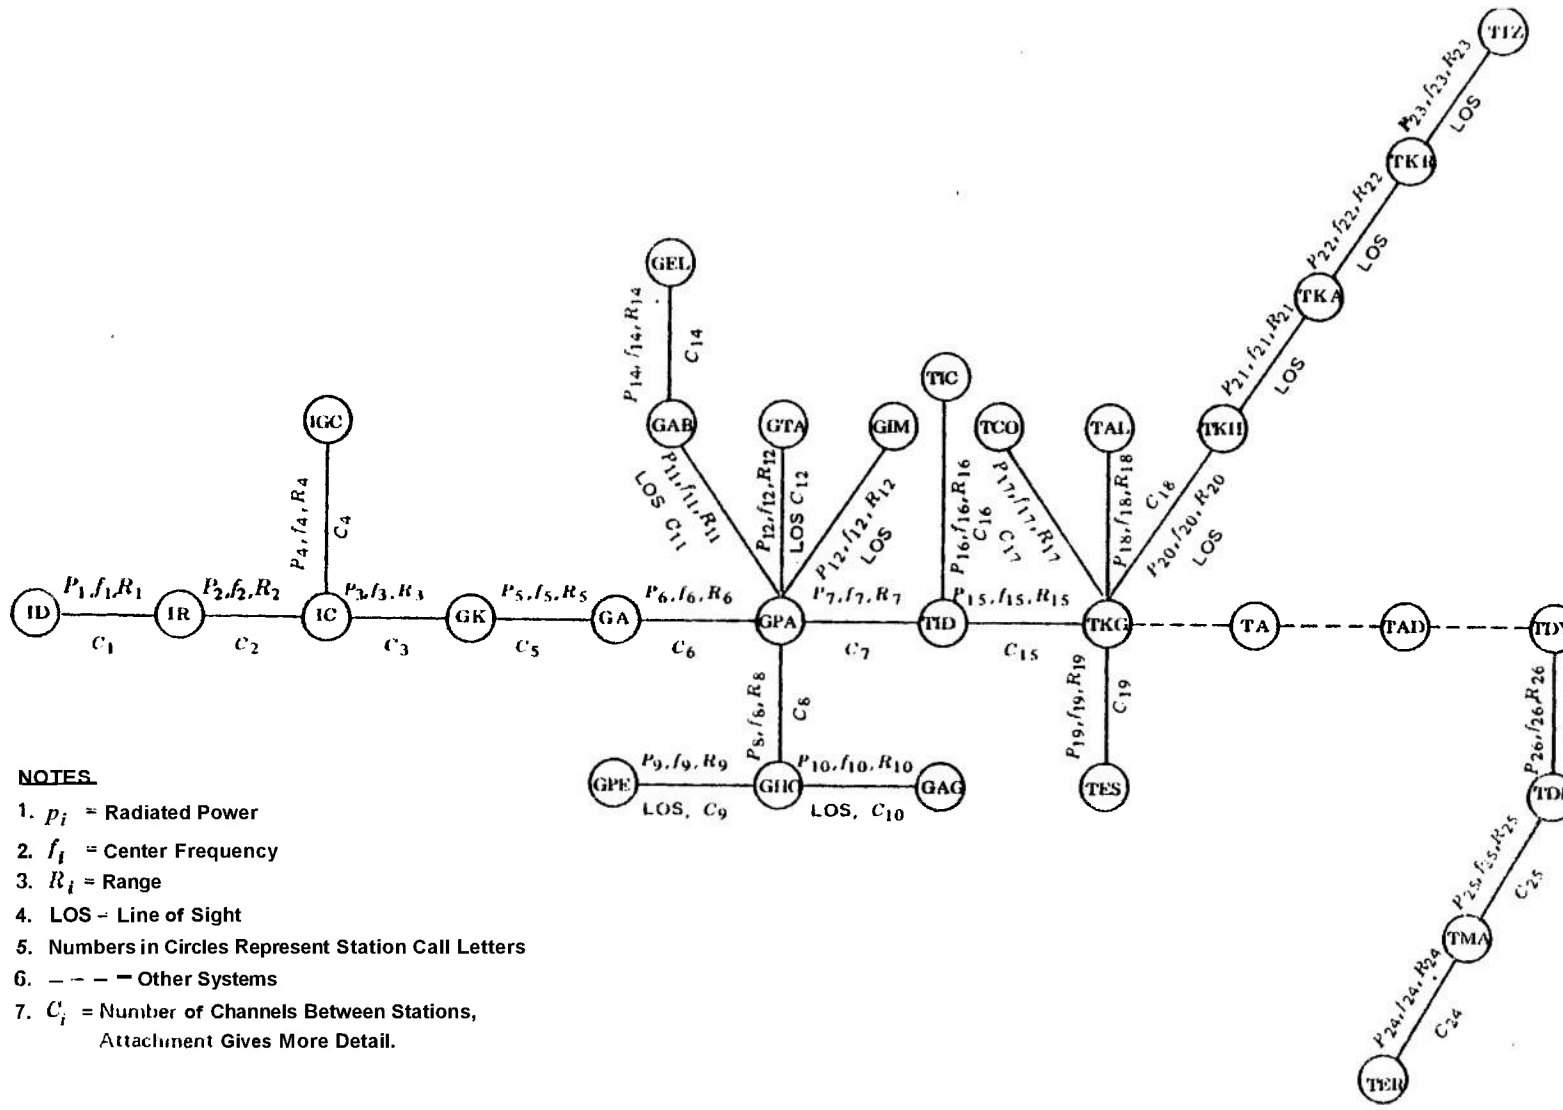 TIZ
P23, f23, R23
LOS
TKR
P22, f22, R22
LOS
TKA
P21, f21, R21
LOS
GEL
P14, f14, R14
C14
TIC
IGC
GAB
GTA
GIM
TCO
TAL
TKH
P4, f4, R4
C4
P11, f11, R11
LOS C11
P12, f12, R12
LOS C12
P12, f12, R12
LOS
P16, f16, R16
C16
P17, f17, R17
C17
P18, f18, R18
C18
P20, f20, R20
LOS
ID
P1, f1, R1
C1
IR
P2, f2, R2
C2
IC
P3, f3, R3
C3
GK
P5, f5, R5
C5
GA
P6, f6, R6
C6
GPA
P7, f7, R7
C7
TID
P15, f15, R15
C15
TKG
TA
TAD
P8, f8, R8
C8
P19, f19, R19
C19
P26, f26, R26
GPE
P9, f9, R9
LOS, C9
P10, f10, R10
LOS, C10
GAG
TES
P25, f25, R25
C25
TMA
P24, f24, R24
C24
TER
NOTES
1. pi = Radiated Power
2. fi = Center Frequency
3. Ri = Range
4. LOS - Line of Sight
5. Numbers in Circles Represent Station Call Letters
6. - - - - Other Systems
7. Ci = Number of Channels Between Stations,
Attachment Gives More Detail.